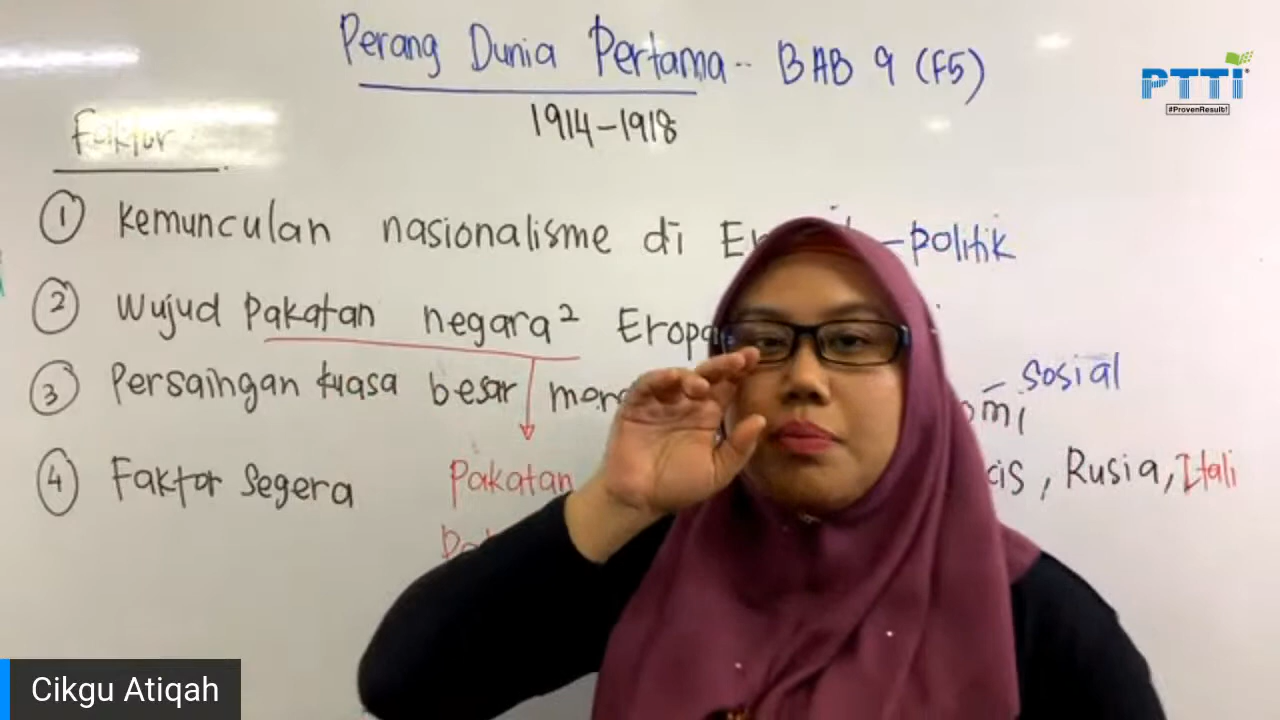 Perang Dunia Pertama -- BAB 9 (F5)
1914-1918
PTTI
#ProvenResult!
Faktor
1 Kemunculan nasionalisme di - politik
2 Wujud Pakatan negara² Eropa
3 Persaingan kuasa besar
- sosial
4 Faktor Segera
Pakatan , Rusia, Itali
Cikgu Atiqah